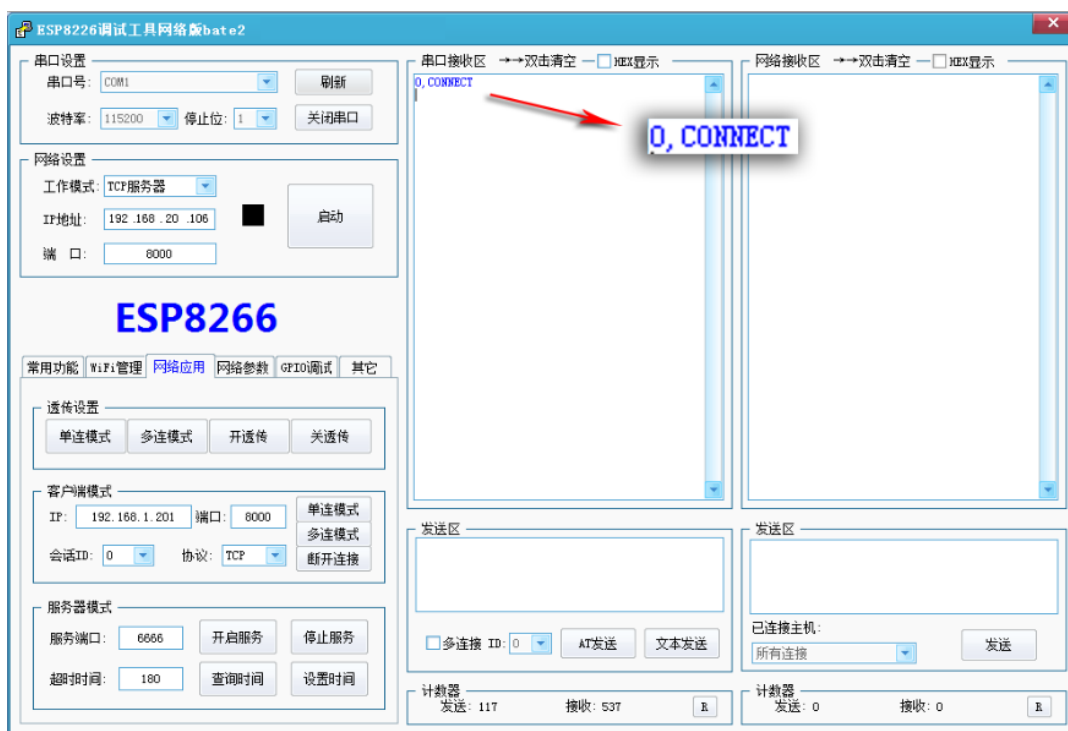 ESP8226调试工具网络版bate2
串口设置
串口号: COM1 刷新
波特率: 115200 停止位: 1 关闭串口
网络设置
工作模式: TCP服务器
IP地址: 192 .168 . 20 .106 启动
端 口: 8000
ESP8266
常用功能 WiFi管理 网络应用 网络参数 GPIO调试 其它
透传设置
单连模式 多连模式 开透传 关透传
客户端模式
IP: 192.168.1.201 端口: 8000 单连模式
多连模式
会话ID: 0 协议: TCP 断开连接
服务器模式
服务端口: 6666 开启服务 停止服务
超时时间: 180 查询时间 设置时间
串口接收区 →→双击清空 HEX显示
0,CONNECT
0,CONNECT
发送区
多连接 ID: 0 AT发送 文本发送
计数器
发送: 117 接收: 537 R
网络接收区 →→双击清空 HEX显示
发送区
已连接主机:
所有连接 发送
计数器
发送: 0 接收: 0 R